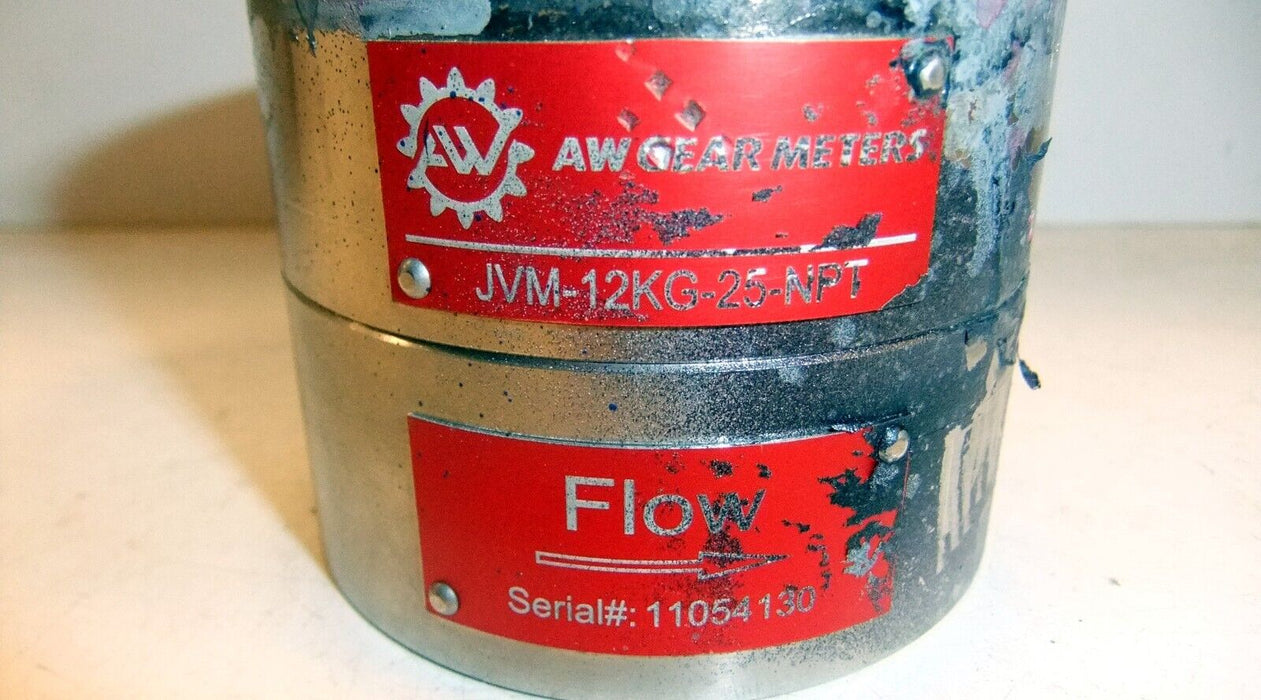 AW
AW GEAR METERS
JVM-12KG-25-NPT
Flow
Serial#: 11054130